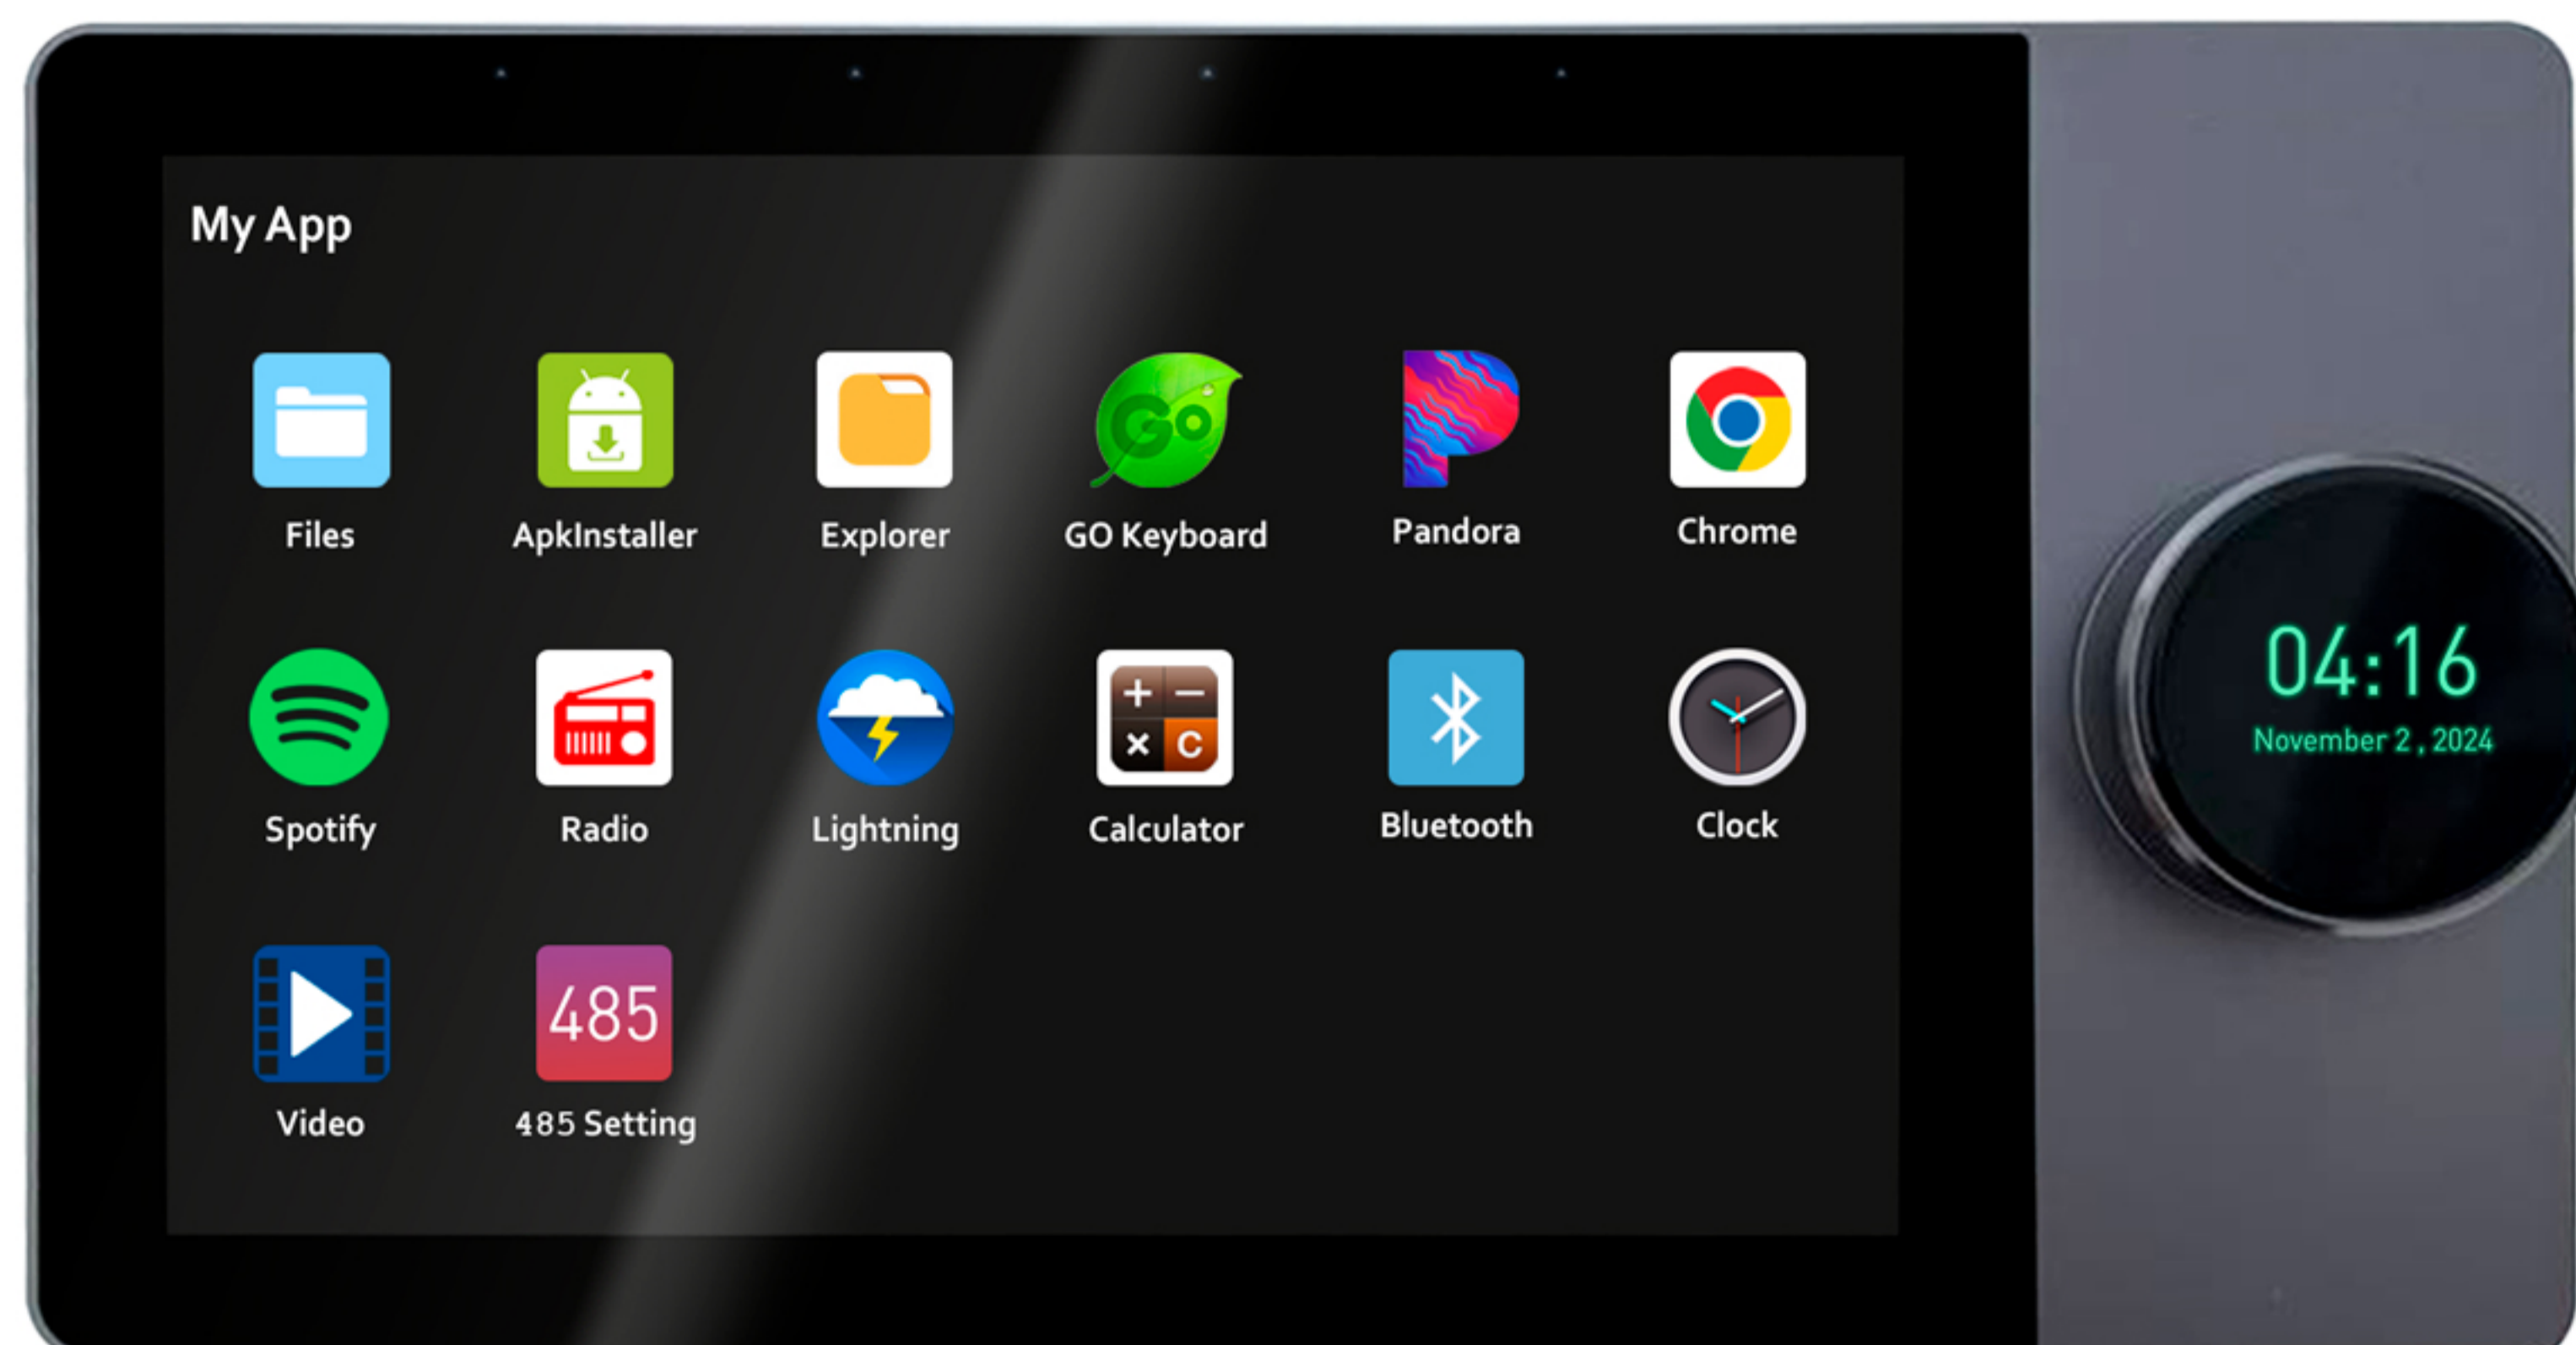 My App
Go
Files
ApkInstaller
Explorer
GO Keyboard
Pandora
Chrome
+ −
× C
Spotify
Radio
Lightning
Calculator
Bluetooth
Clock
485
Video
485 Setting
04:16
November 2 , 2024